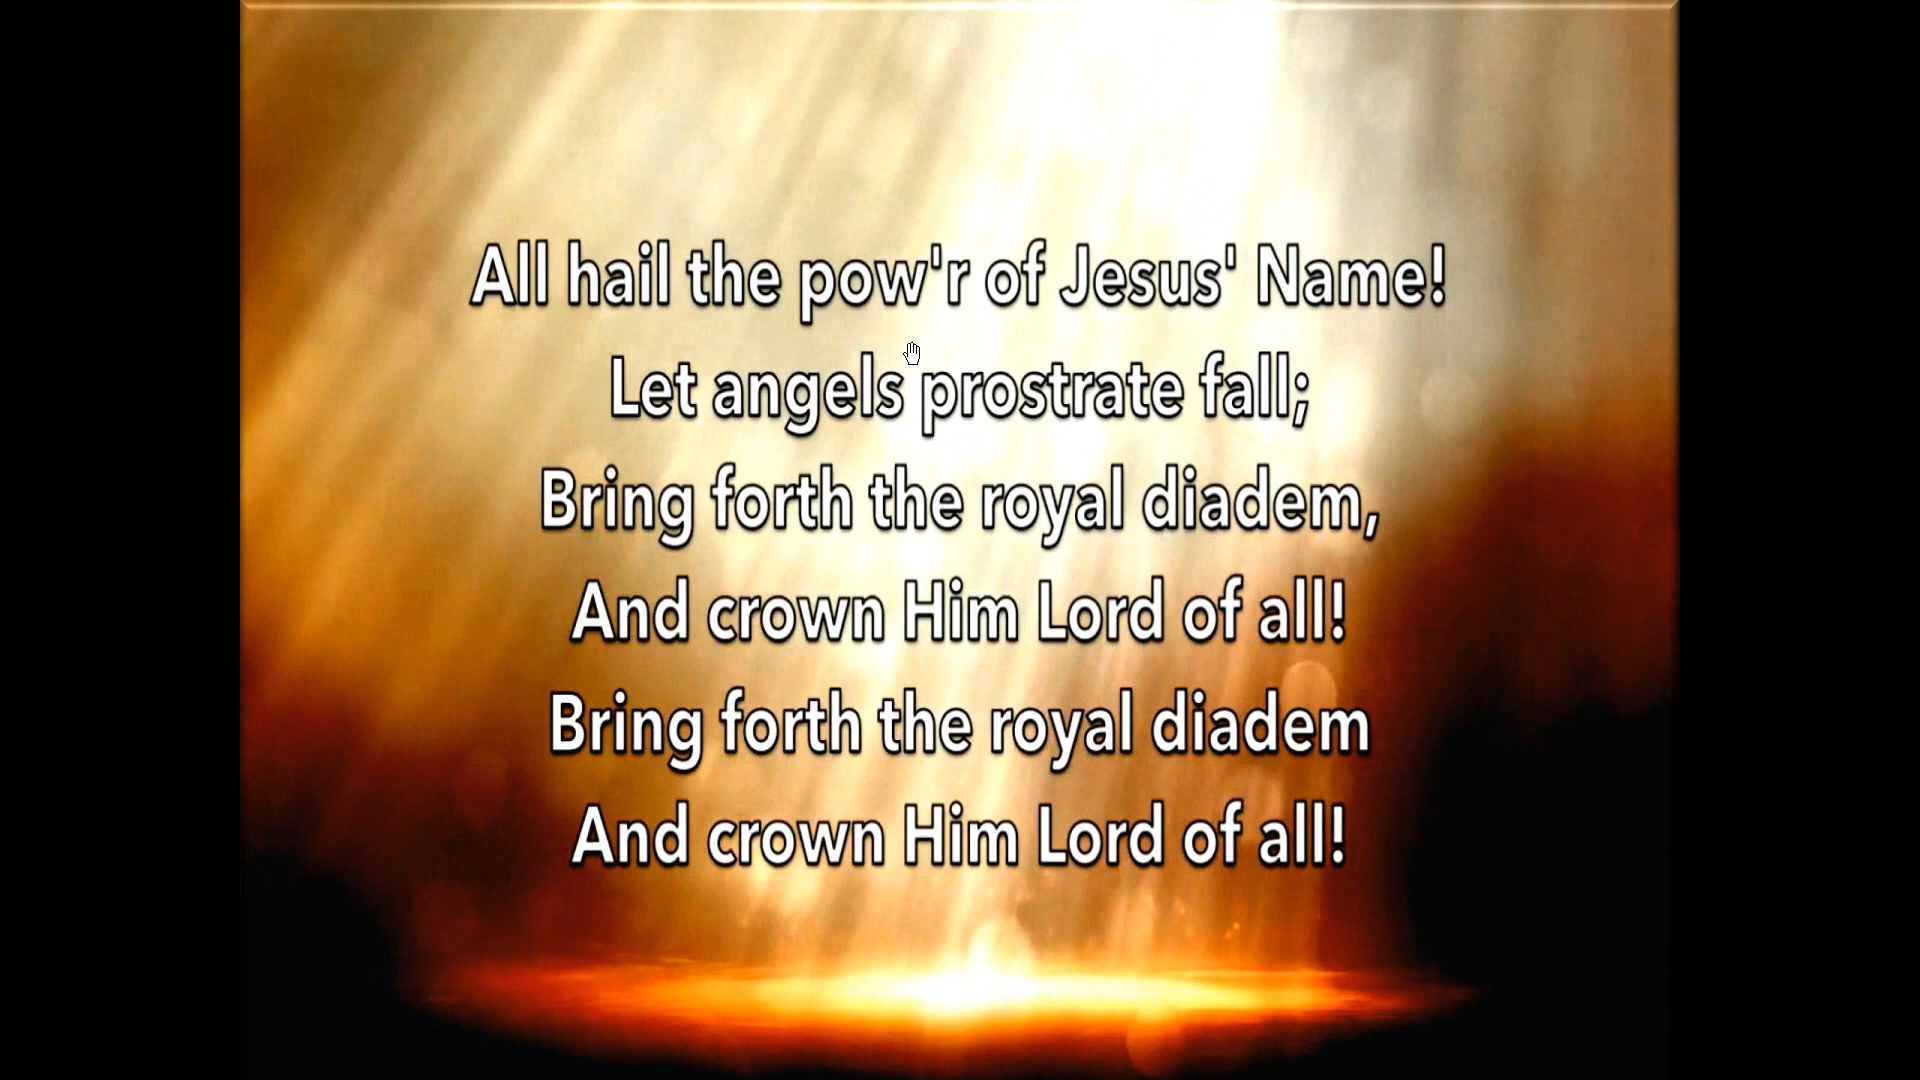 All hail the pow'r of Jesus' Name!
Let angels prostrate fall;
Bring forth the royal diadem,
And crown Him Lord of all!
Bring forth the royal diadem
And crown Him Lord of all!